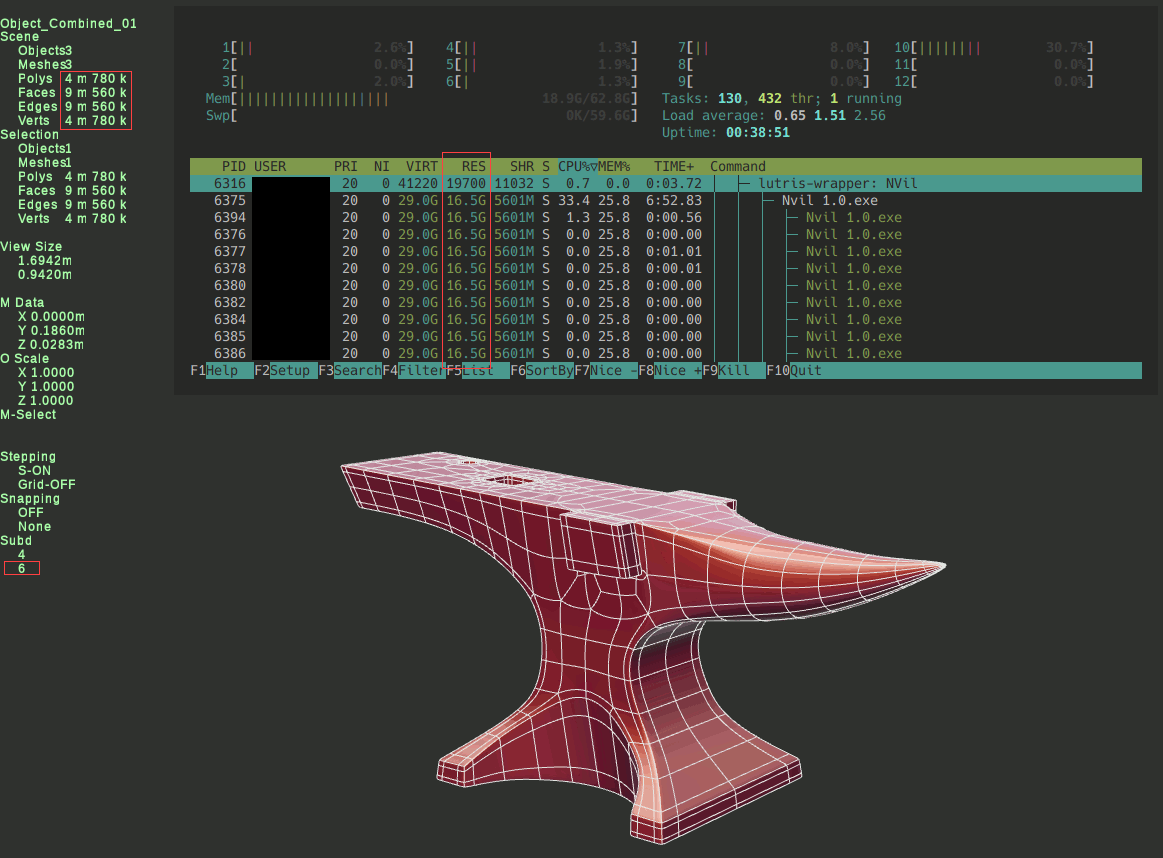 Object_Combined_01
Scene
Objects3
Meshes3
Polys 4 m 780 k
Faces 9 m 560 k
Edges 9 m 560 k
Verts 4 m 780 k
Selection
Objects1
Meshes1
Polys 4 m 780 k
Faces 9 m 560 k
Edges 9 m 560 k
Verts 4 m 780 k
View Size
1.6942m
0.9420m
M Data
X 0.0000m
Y 0.1860m
Z 0.0283m
O Scale
X 1.0000
Y 1.0000
Z 1.0000
M-Select
Stepping
S-ON
Grid-OFF
Snapping
OFF
None
Subd
4
6
1[|| 2.6%] 4[|| 1.3%] 7[|| 8.0%] 10[|||||||| 30.7%]
2[ 0.0%] 5[|| 1.9%] 8[ 0.0%] 11[ 0.0%]
3[| 2.0%] 6[| 1.3%] 9[ 0.0%] 12[ 0.0%]
Mem[||||||||||||||||||| 18.9G/62.8G] Tasks: 130, 432 thr; 1 running
Swp[ 0K/59.6G] Load average: 0.65 1.51 2.56
Uptime: 00:38:51
PID USER PRI NI VIRT RES SHR S CPU%▽MEM% TIME+ Command
6316 20 0 41220 19700 11032 S 0.7 0.0 0:03.72 lutris-wrapper: NVil
6375 20 0 29.0G 16.5G 5601M S 33.4 25.8 6:52.83 Nvil 1.0.exe
6394 20 0 29.0G 16.5G 5601M S 1.3 25.8 0:00.56 Nvil 1.0.exe
6376 20 0 29.0G 16.5G 5601M S 0.0 25.8 0:00.00 Nvil 1.0.exe
6377 20 0 29.0G 16.5G 5601M S 0.0 25.8 0:01.01 Nvil 1.0.exe
6378 20 0 29.0G 16.5G 5601M S 0.0 25.8 0:00.01 Nvil 1.0.exe
6380 20 0 29.0G 16.5G 5601M S 0.0 25.8 0:00.00 Nvil 1.0.exe
6382 20 0 29.0G 16.5G 5601M S 0.0 25.8 0:00.00 Nvil 1.0.exe
6384 20 0 29.0G 16.5G 5601M S 0.0 25.8 0:00.00 Nvil 1.0.exe
6385 20 0 29.0G 16.5G 5601M S 0.0 25.8 0:00.00 Nvil 1.0.exe
6386 20 0 29.0G 16.5G 5601M S 0.0 25.8 0:00.00 Nvil 1.0.exe
F1Help F2Setup F3SearchF4FilterF5List F6SortByF7Nice -F8Nice +F9Kill F10Quit